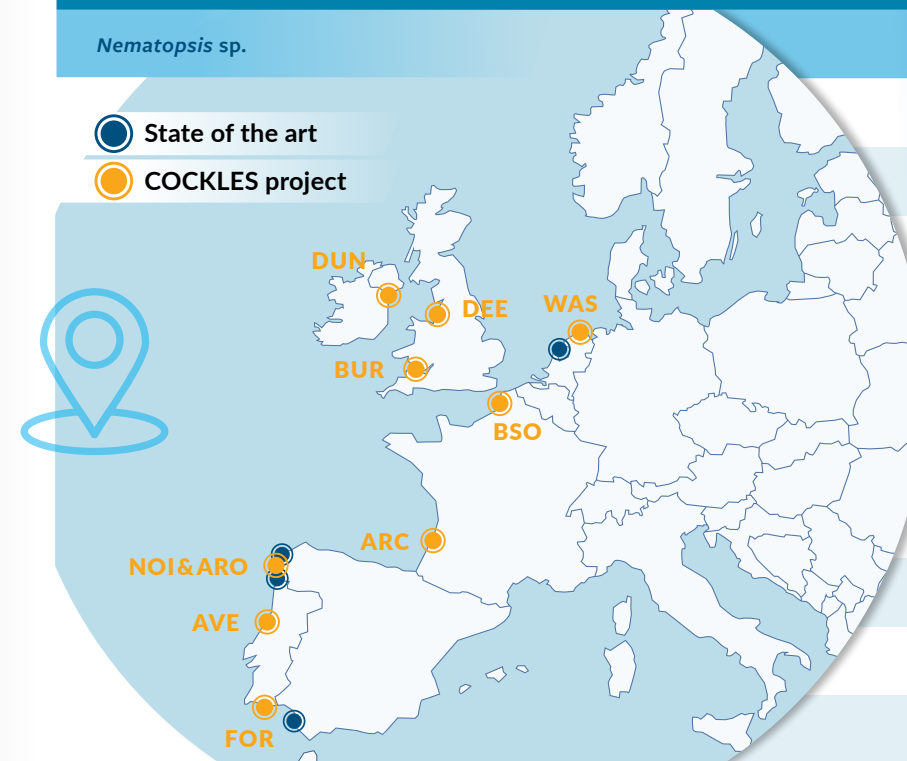 Nematopsis sp.
State of the art
COCKLES project
DUN
DEE
WAS
BUR
BSO
ARC
NOI&ARO
AVE
FOR